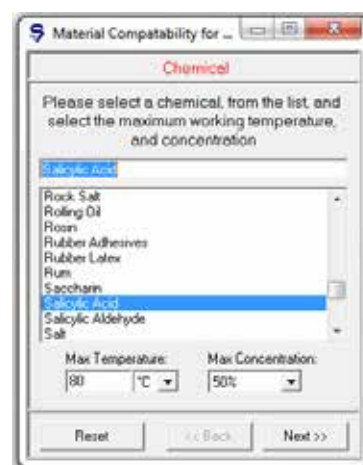 Material Compatability for ...
Chemical
Please select a chemical, from the list, and
select the maximum working temperature,
and concentration
Salicylic Acid
Rock Salt
Rolling Oil
Rosin
Rubber Adhesives
Rubber Latex
Rum
Saccharin
Salicylic Acid
Salicylic Aldehyde
Salt
Max Temperature: Max Concentration:
80 °C 50%
Reset << Back Next >>